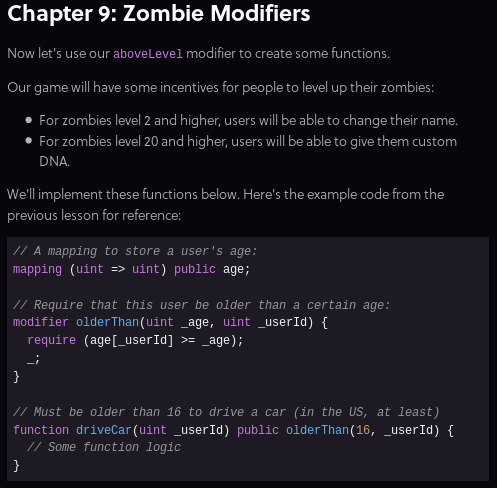 Chapter 9: Zombie Modifiers
Now let's use our aboveLevel modifier to create some functions.
Our game will have some incentives for people to level up their zombies:
• For zombies level 2 and higher, users will be able to change their name.
• For zombies level 20 and higher, users will be able to give them custom
DNA.
We'll implement these functions below. Here's the example code from the
previous lesson for reference:
// A mapping to store a user's age:
mapping (uint => uint) public age;
// Require that this user be older than a certain age:
modifier olderThan(uint _age, uint _userId) {
  require (age[_userId] >= _age);
  _;
}
// Must be older than 16 to drive a car (in the US, at least)
function driveCar(uint _userId) public olderThan(16, _userId) {
  // Some function logic
}